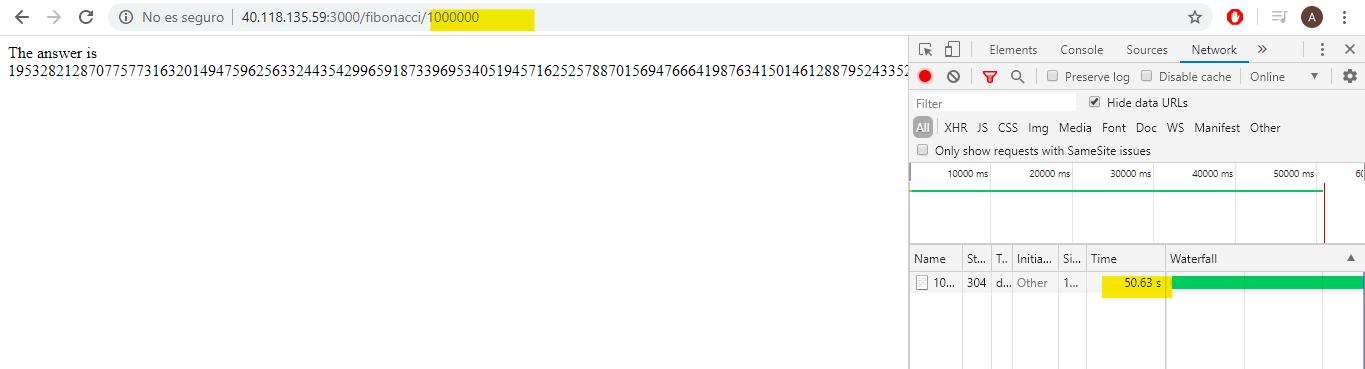 No es seguro 40.118.135.59:3000/fibonacci/1000000 A
The answer is
Elements Console Sources Network »
Preserve log Disable cache Online
Filter Hide data URLs
All XHR JS CSS Img Media Font Doc WS Manifest Other
Only show requests with SameSite issues
10000 ms 20000 ms 30000 ms 40000 ms 50000 ms 60
Name St... T.. Initia... Si... Time Waterfall
10... 304 d... Other 1... 50.63 s